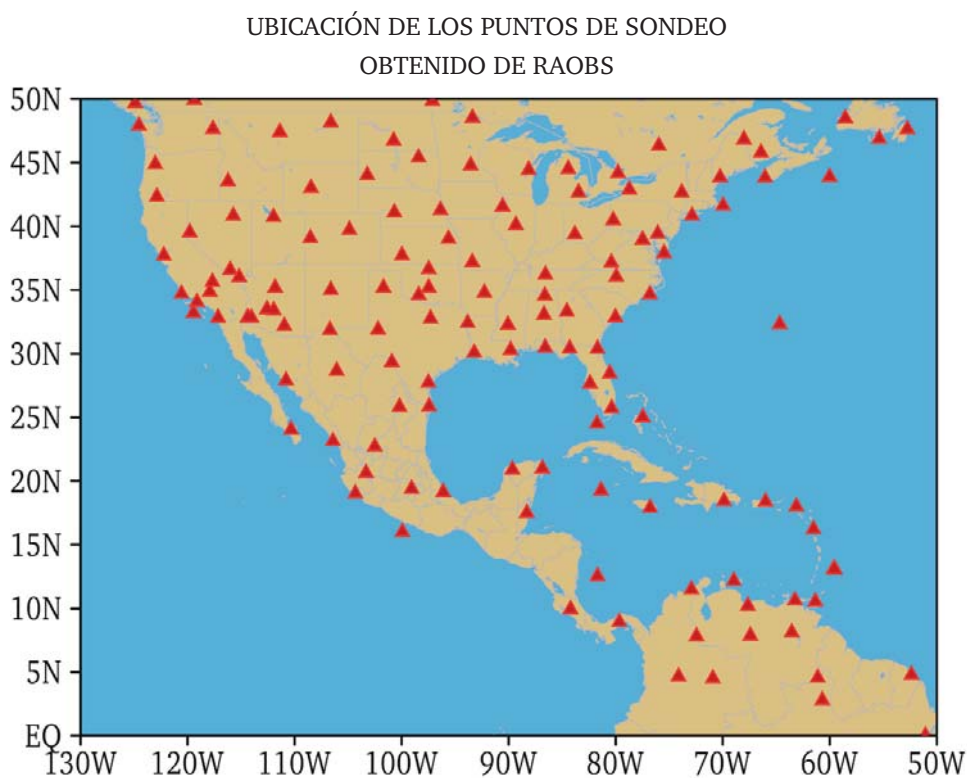 UBICACIÓN DE LOS PUNTOS DE SONDEO
OBTENIDO DE RAOBS
50N
45N
40N
35N
30N
25N
20N
15N
10N
5N
EQ
130W 120W 110W 100W 90W 80W 70W 60W 50W